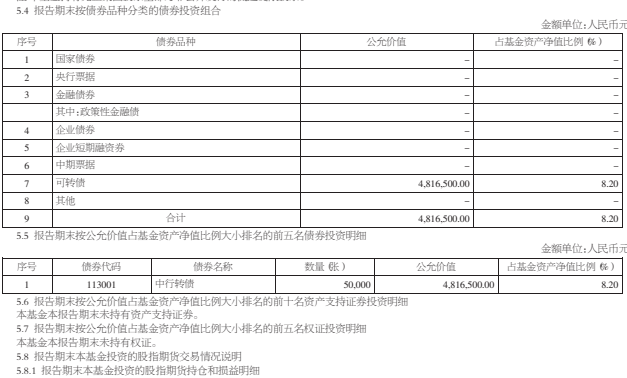 5.4 报告期末按债券品种分类的债券投资组合
金额单位:人民币元
序号 债券品种 公允价值 占基金资产净值比例(%)
1 国家债券 – –
2 央行票据 – –
3 金融债券 – –
其中:政策性金融债 – –
4 企业债券 – –
5 企业短期融资券 – –
6 中期票据 – –
7 可转债 4,816,500.00 8.20
8 其他 – –
9 合计 4,816,500.00 8.20
5.5 报告期末按公允价值占基金资产净值比例大小排名的前五名债券投资明细
金额单位:人民币元
序号 债券代码 债券名称 数量(张) 公允价值 占基金资产净值比例(%)
1 113001 中行转债 50,000 4,816,500.00 8.20
5.6 报告期末按公允价值占基金资产净值比例大小排名的前十名资产支持证券投资明细
本基金本报告期末未持有资产支持证券。
5.7 报告期末按公允价值占基金资产净值比例大小排名的前五名权证投资明细
本基金本报告期末未持有权证。
5.8 报告期末本基金投资的股指期货交易情况说明
5.8.1 报告期末本基金投资的股指期货持仓和损益明细